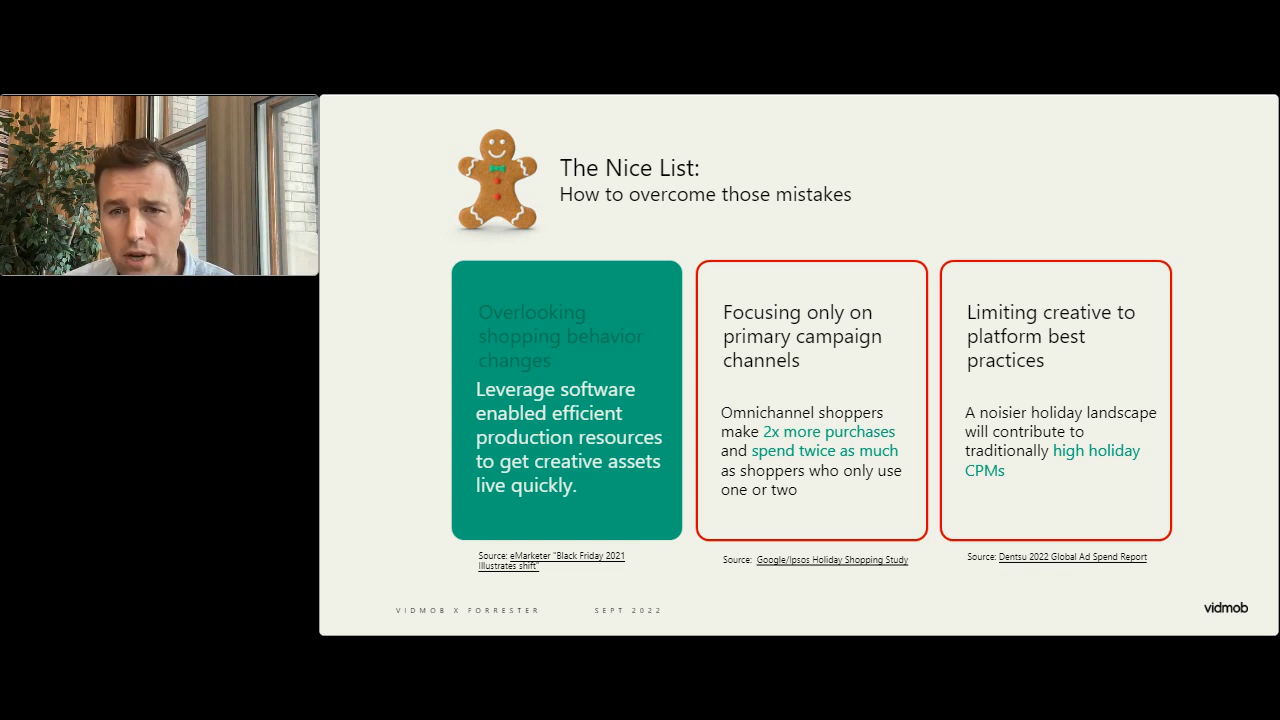 The Nice List:
How to overcome those mistakes
Overlooking
shopping behavior
changes
Leverage software
enabled efficient
production resources
to get creative assets
live quickly.
Source: eMarketer "Black Friday 2021
Illustrates shift"
Focusing only on
primary campaign
channels
Omnichannel shoppers
make 2x more purchases
and spend twice as much
as shoppers who only use
one or two
Source: Google/Ipsos Holiday Shopping Study
Limiting creative to
platform best
practices
A noisier holiday landscape
will contribute to
traditionally high holiday
CPMs
Source: Dentsu 2022 Global Ad Spend Report
VIDMOB X FORRESTER SEPT 2022
vidmob